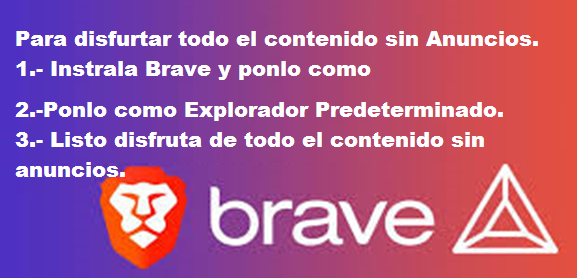 Para disfurtar todo el contenido sin Anuncios.
1.- Instrala Brave y ponlo como
2.-Ponlo como Explorador Predeterminado.
3.- Listo disfruta de todo el contenido sin
anuncios.
brave